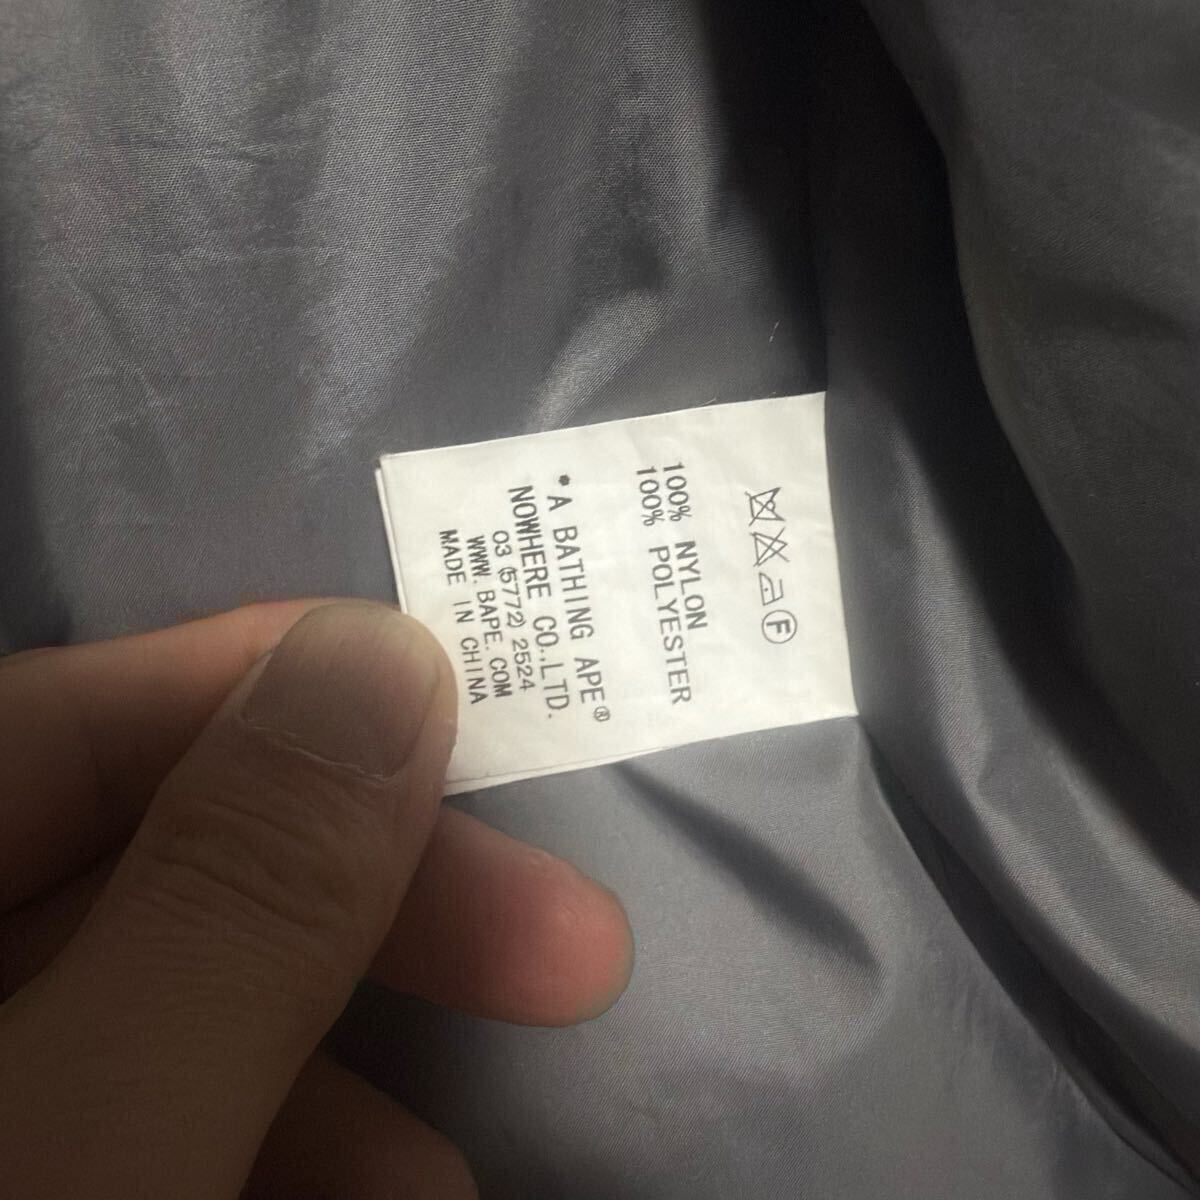 F
100% NYLON
100% POLYESTER
*A BATHING APE®
NOWHERE CO.,LTD.
03 (5772) 2524
WWW.BAPE.COM
MADE IN CHINA